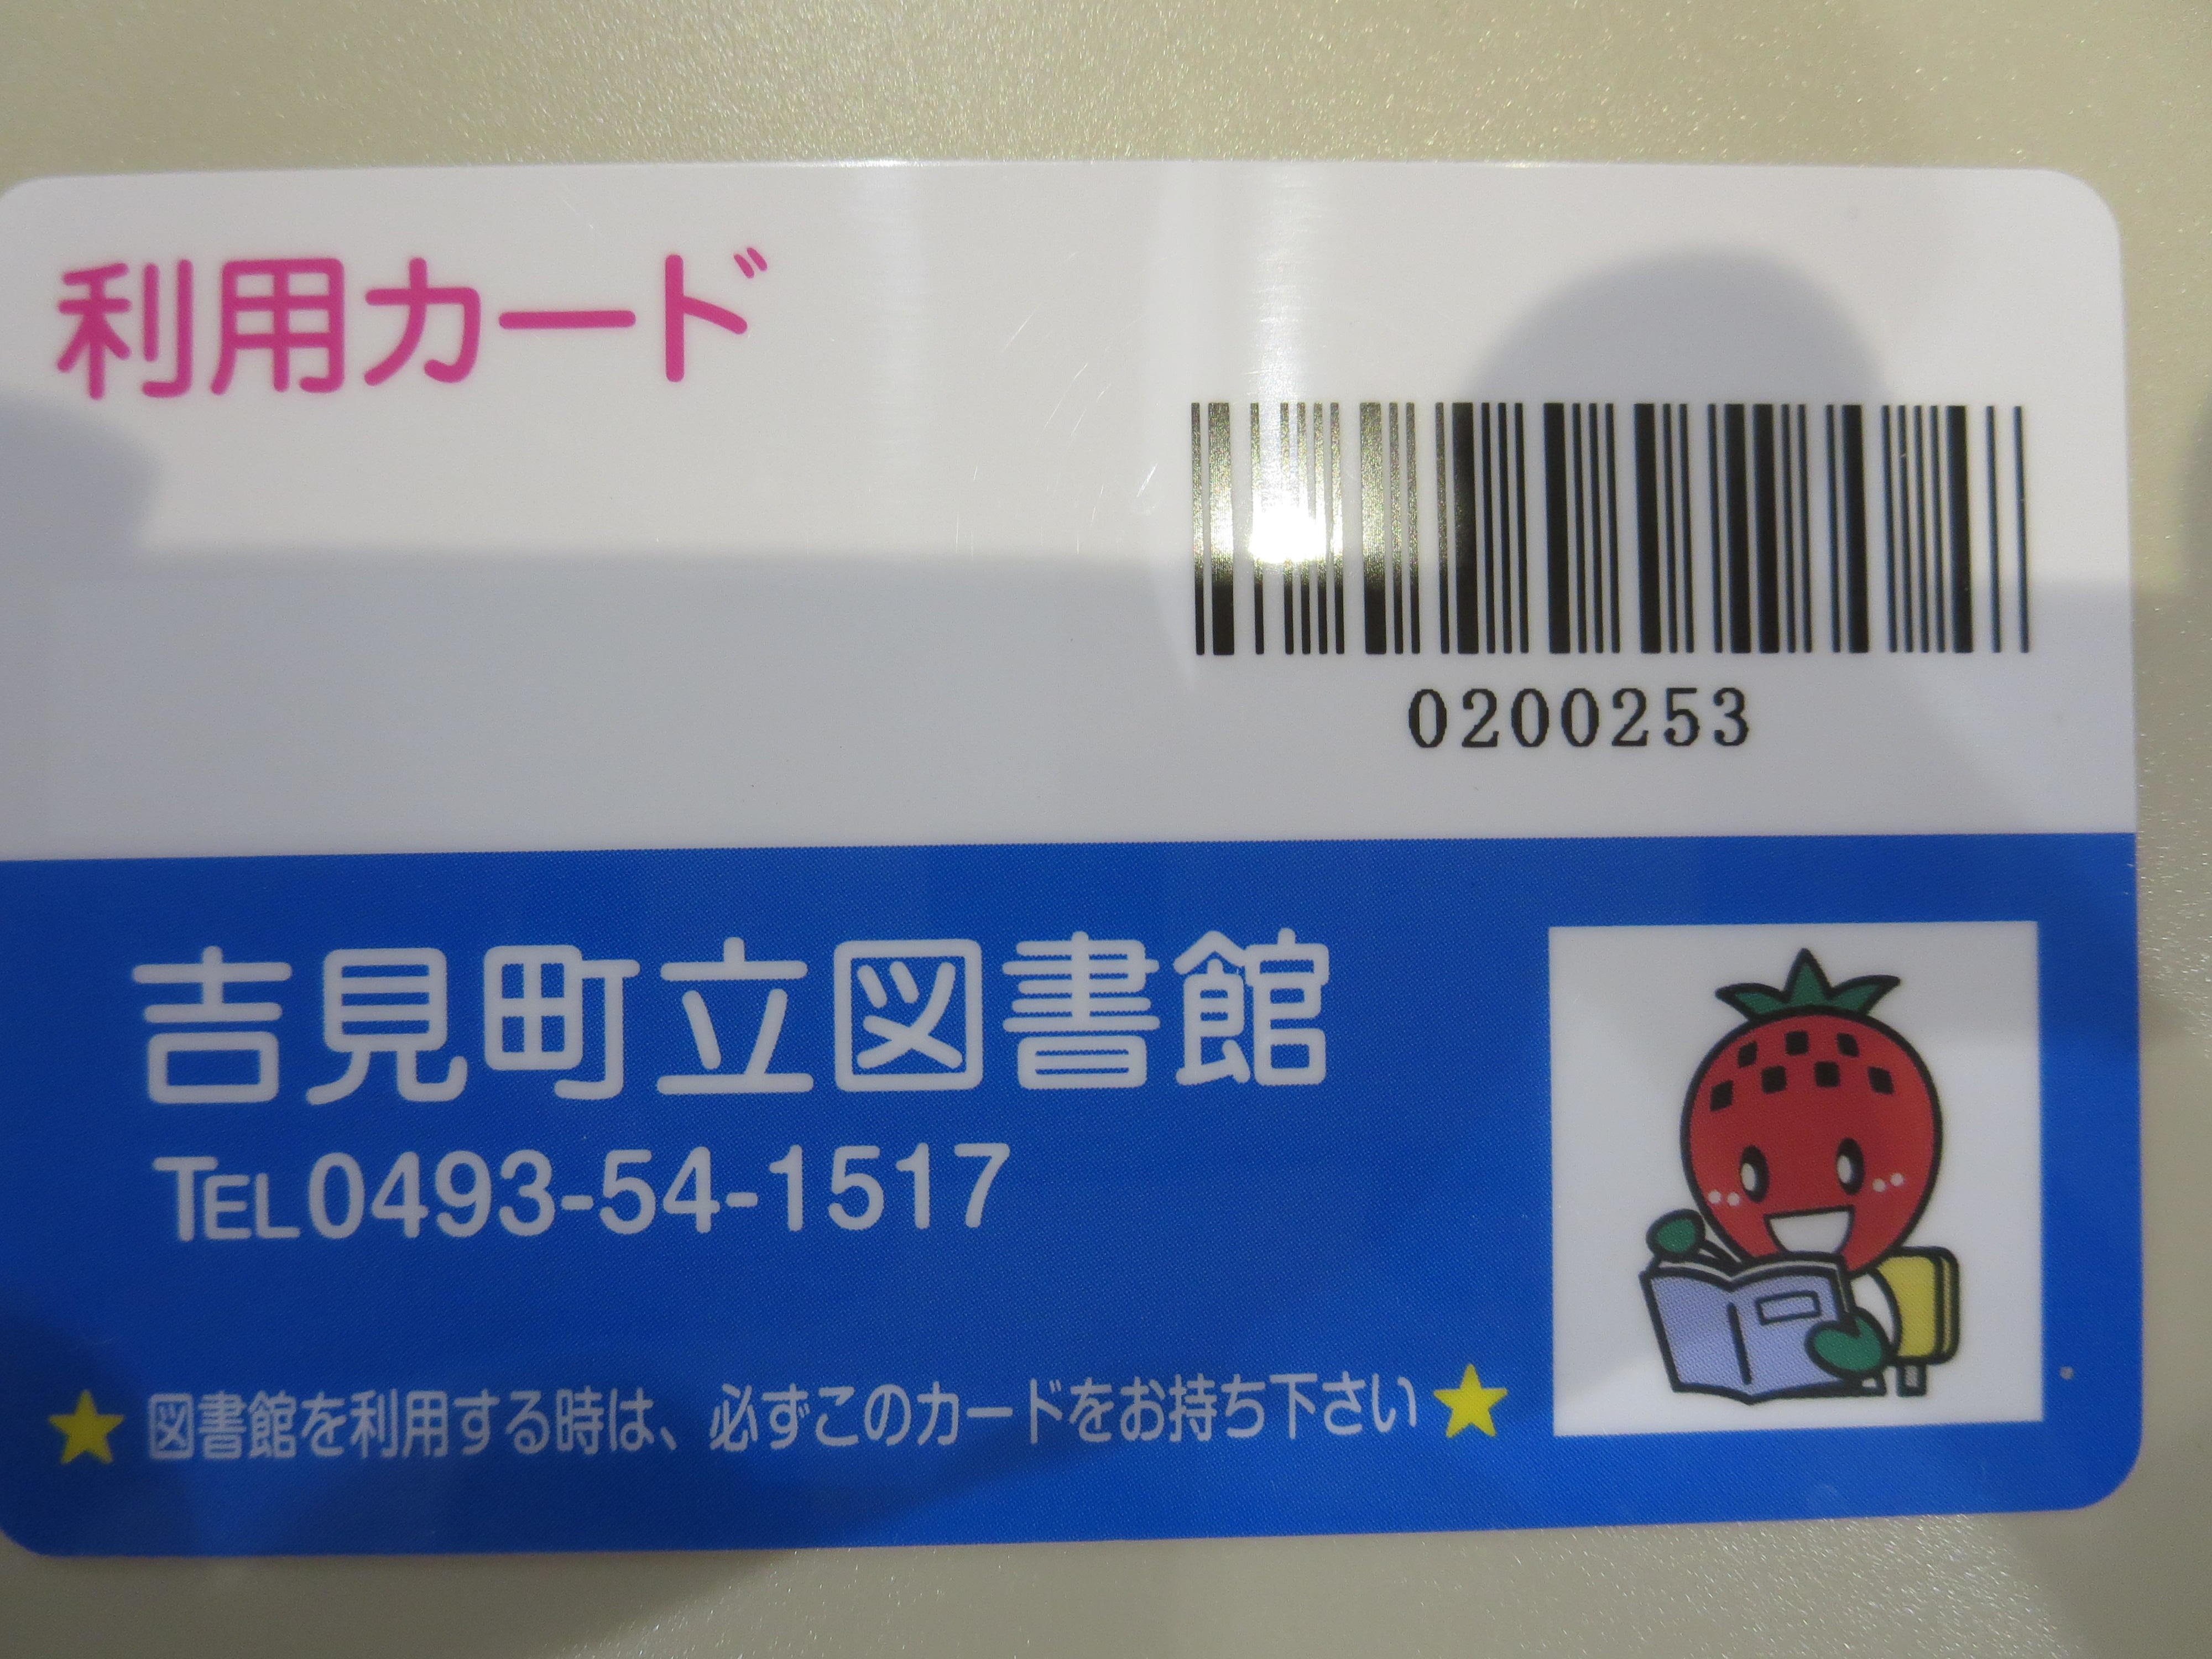 利用カード
0200253
吉見町立図書館
TEL0493-54-1517
★図書館を利用する時は、必ずこのカードをお持ち下さい★